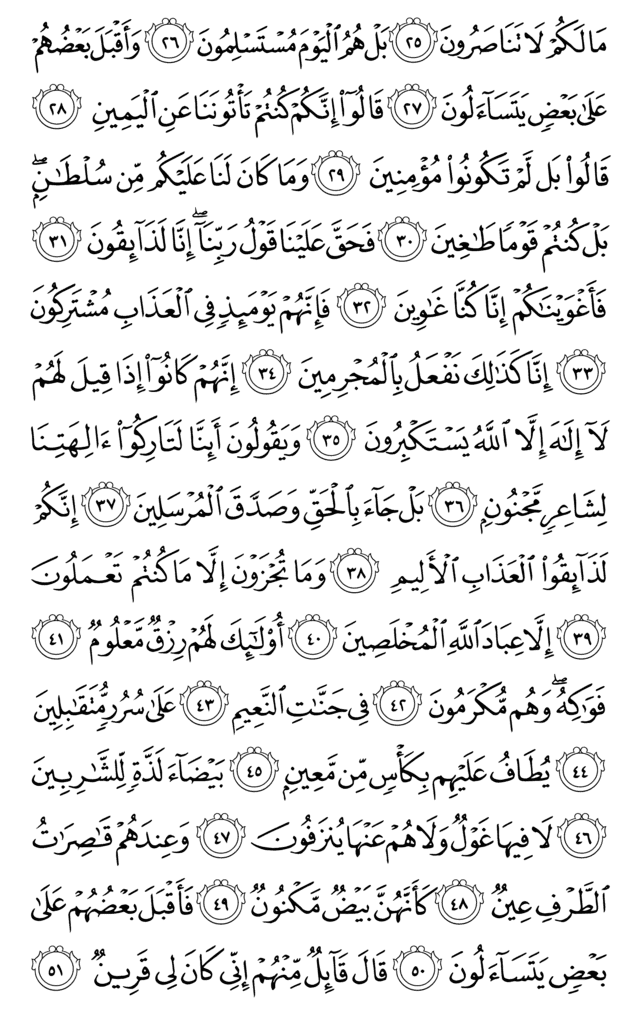 مَا لَكُمْ لَا تَنَاصَرُونَ ٢٥ بَلْ هُمُ ٱلْيَوْمَ مُسْتَسْلِمُونَ ٢٦ وَأَقْبَلَ بَعْضُهُمْ
عَلَىٰ بَعْضٍ يَتَسَآءَلُونَ ٢٧ قَالُوٓا۟ إِنَّكُمْ كُنتُمْ تَأْتُونَنَا عَنِ ٱلْيَمِينِ ٢٨
قَالُوا۟ بَل لَّمْ تَكُونُوا۟ مُؤْمِنِينَ ٢٩ وَمَا كَانَ لَنَا عَلَيْكُم مِّن سُلْطَـٰنٍۭ ۖ
بَلْ كُنتُمْ قَوْمًا طَـٰغِينَ ٣٠ فَحَقَّ عَلَيْنَا قَوْلُ رَبِّنَآ ۖ إِنَّا لَذَآئِقُونَ ٣١
فَأَغْوَيْنَـٰكُمْ إِنَّا كُنَّا غَـٰوِينَ ٣٢ فَإِنَّهُمْ يَوْمَئِذٍ فِى ٱلْعَذَابِ مُشْتَرِكُونَ
٣٣ إِنَّا كَذَٰلِكَ نَفْعَلُ بِٱلْمُجْرِمِينَ ٣٤ إِنَّهُمْ كَانُوٓا۟ إِذَا قِيلَ لَهُمْ
لَآ إِلَـٰهَ إِلَّا ٱللَّهُ يَسْتَكْبِرُونَ ٣٥ وَيَقُولُونَ أَئِنَّا لَتَارِكُوٓا۟ ءَالِهَتِنَا
لِشَاعِرٍ مَّجْنُونٍۭ ٣٦ بَلْ جَآءَ بِٱلْحَقِّ وَصَدَّقَ ٱلْمُرْسَلِينَ ٣٧ إِنَّكُمْ
لَذَآئِقُوا۟ ٱلْعَذَابِ ٱلْأَلِيمِ ٣٨ وَمَا تُجْزَوْنَ إِلَّا مَا كُنتُمْ تَعْمَلُونَ
٣٩ إِلَّا عِبَادَ ٱللَّهِ ٱلْمُخْلَصِينَ ٤٠ أُو۟لَـٰٓئِكَ لَهُمْ رِزْقٌ مَّعْلُومٌ ٤١
فَوَٰكِهُ ۖ وَهُم مُّكْرَمُونَ ٤٢ فِى جَنَّـٰتِ ٱلنَّعِيمِ ٤٣ عَلَىٰ سُرُرٍ مُّتَقَـٰبِلِينَ
٤٤ يُطَافُ عَلَيْهِم بِكَأْسٍ مِّن مَّعِينٍۭ ٤٥ بَيْضَآءَ لَذَّةٍ لِّلشَّـٰرِبِينَ
٤٦ لَا فِيهَا غَوْلٌ وَلَا هُمْ عَنْهَا يُنزَفُونَ ٤٧ وَعِندَهُمْ قَـٰصِرَٰتُ
ٱلطَّرْفِ عِينٌ ٤٨ كَأَنَّهُنَّ بَيْضٌ مَّكْنُونٌ ٤٩ فَأَقْبَلَ بَعْضُهُمْ عَلَىٰ
بَعْضٍ يَتَسَآءَلُونَ ٥٠ قَالَ قَآئِلٌ مِّنْهُمْ إِنِّى كَانَ لِى قَرِينٌ ٥١